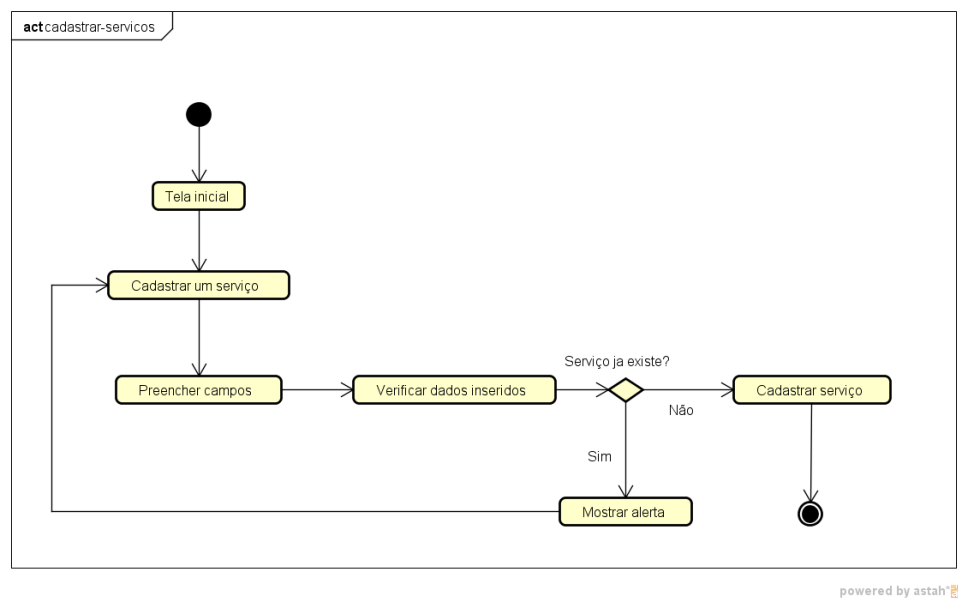 act cadastrar-servicos
Tela inicial
Cadastrar um serviço
Serviço ja existe?
Preencher campos
Verificar dados inseridos
Cadastrar serviço
Não
Sim
Mostrar alerta
powered by astah*